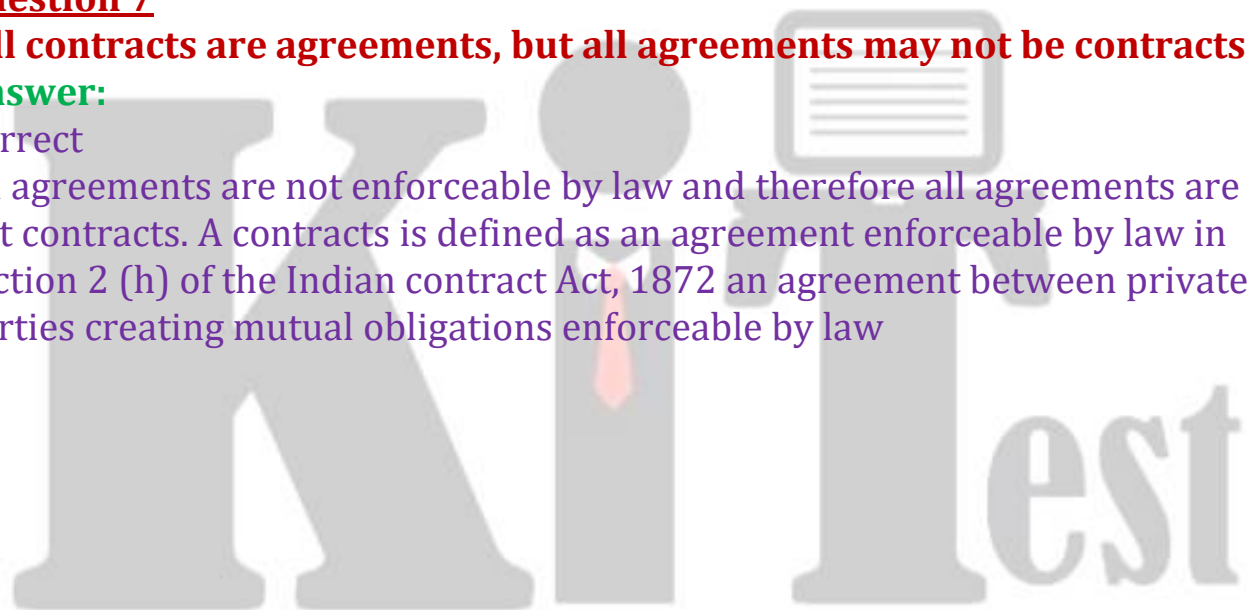 estion 7
ll contracts are agreements, but all agreements may not be contracts
nswer:
rrect
l agreements are not enforceable by law and therefore all agreements are
t contracts. A contracts is defined as an agreement enforceable by law in
ction 2 (h) of the Indian contract Act, 1872 an agreement between private
rties creating mutual obligations enforceable by law
KiTest